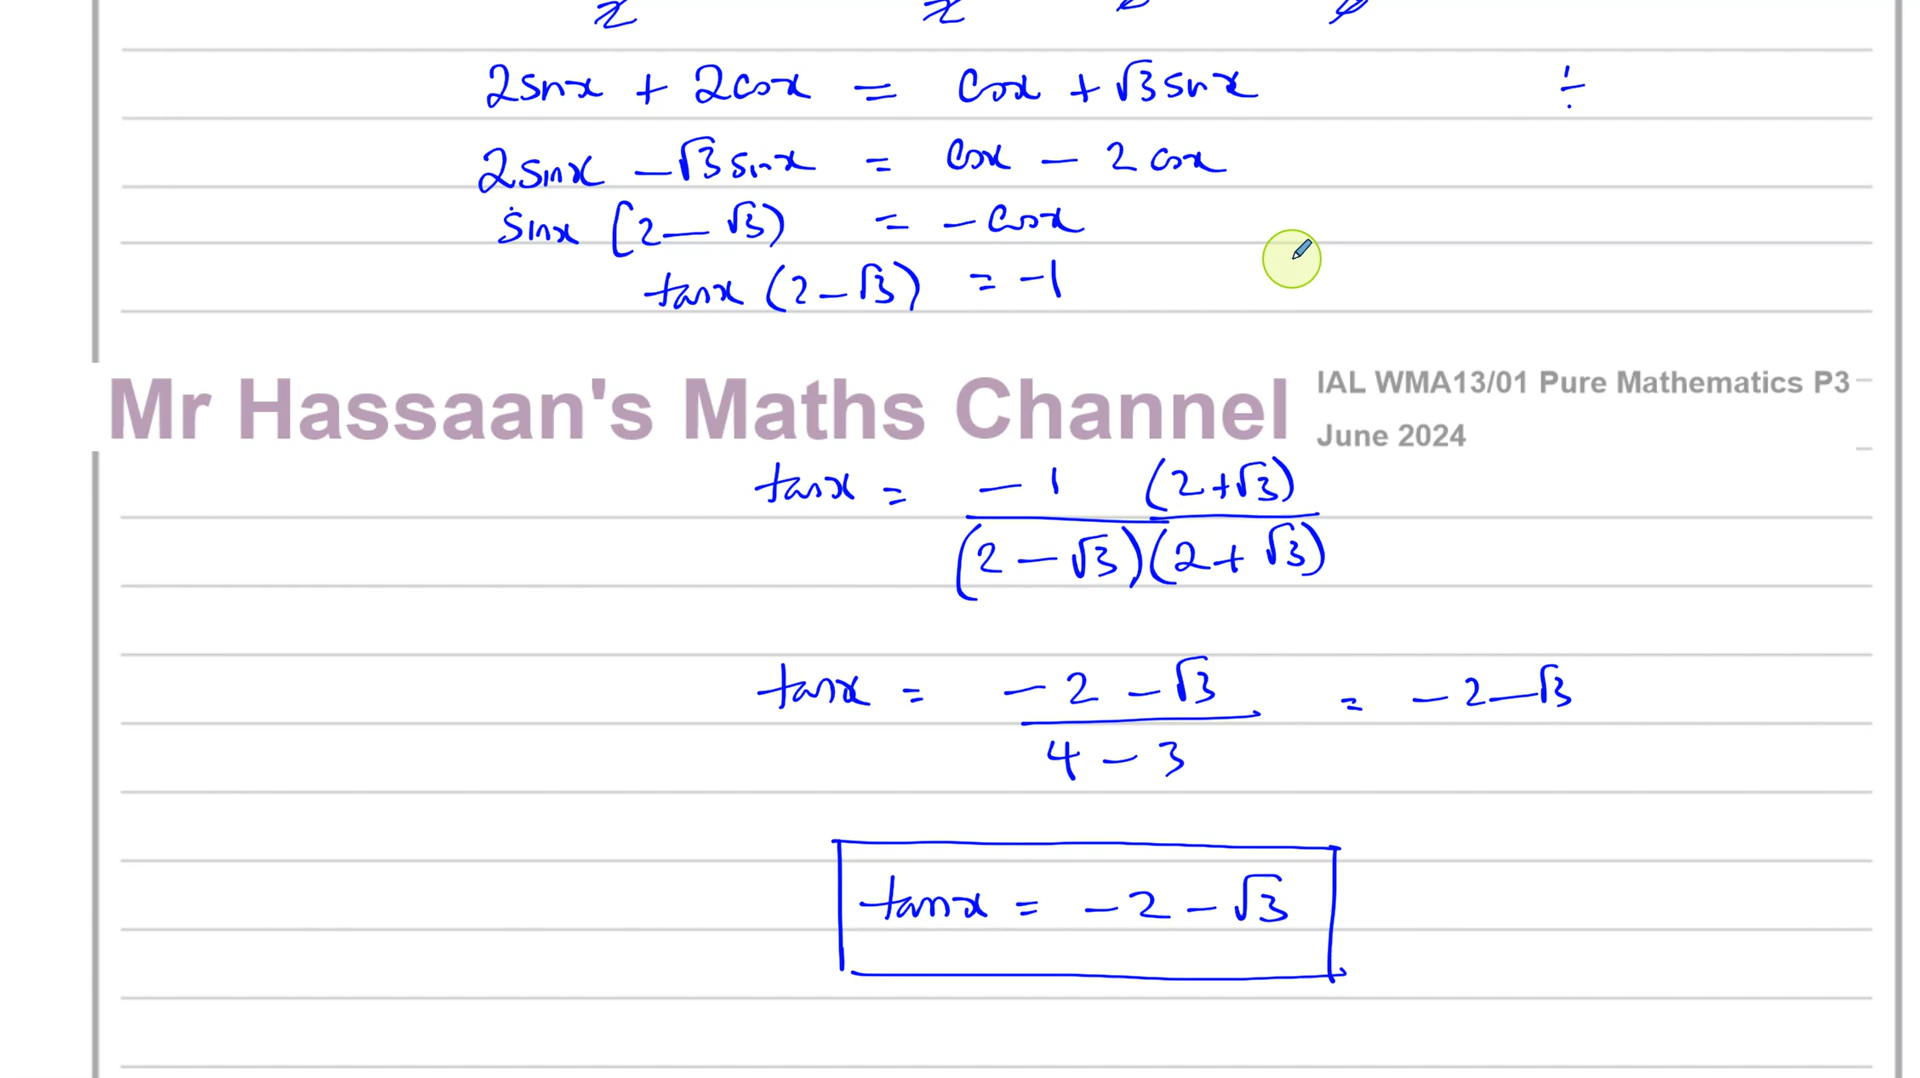 2sinx + 2cosx = cosx + √3 sinx ÷
2sinx - √3 sinx = cosx - 2cosx
sinx (2 - √3) = - cosx
tanx (2 - √3) = -1
Mr Hassaan's Maths Channel
IAL WMA13/01 Pure Mathematics P3
June 2024
tanx = -1 (2+√3)
(2 - √3)(2 + √3)
tanx = -2 - √3 = -2 - √3
4 - 3
tanx = -2 - √3